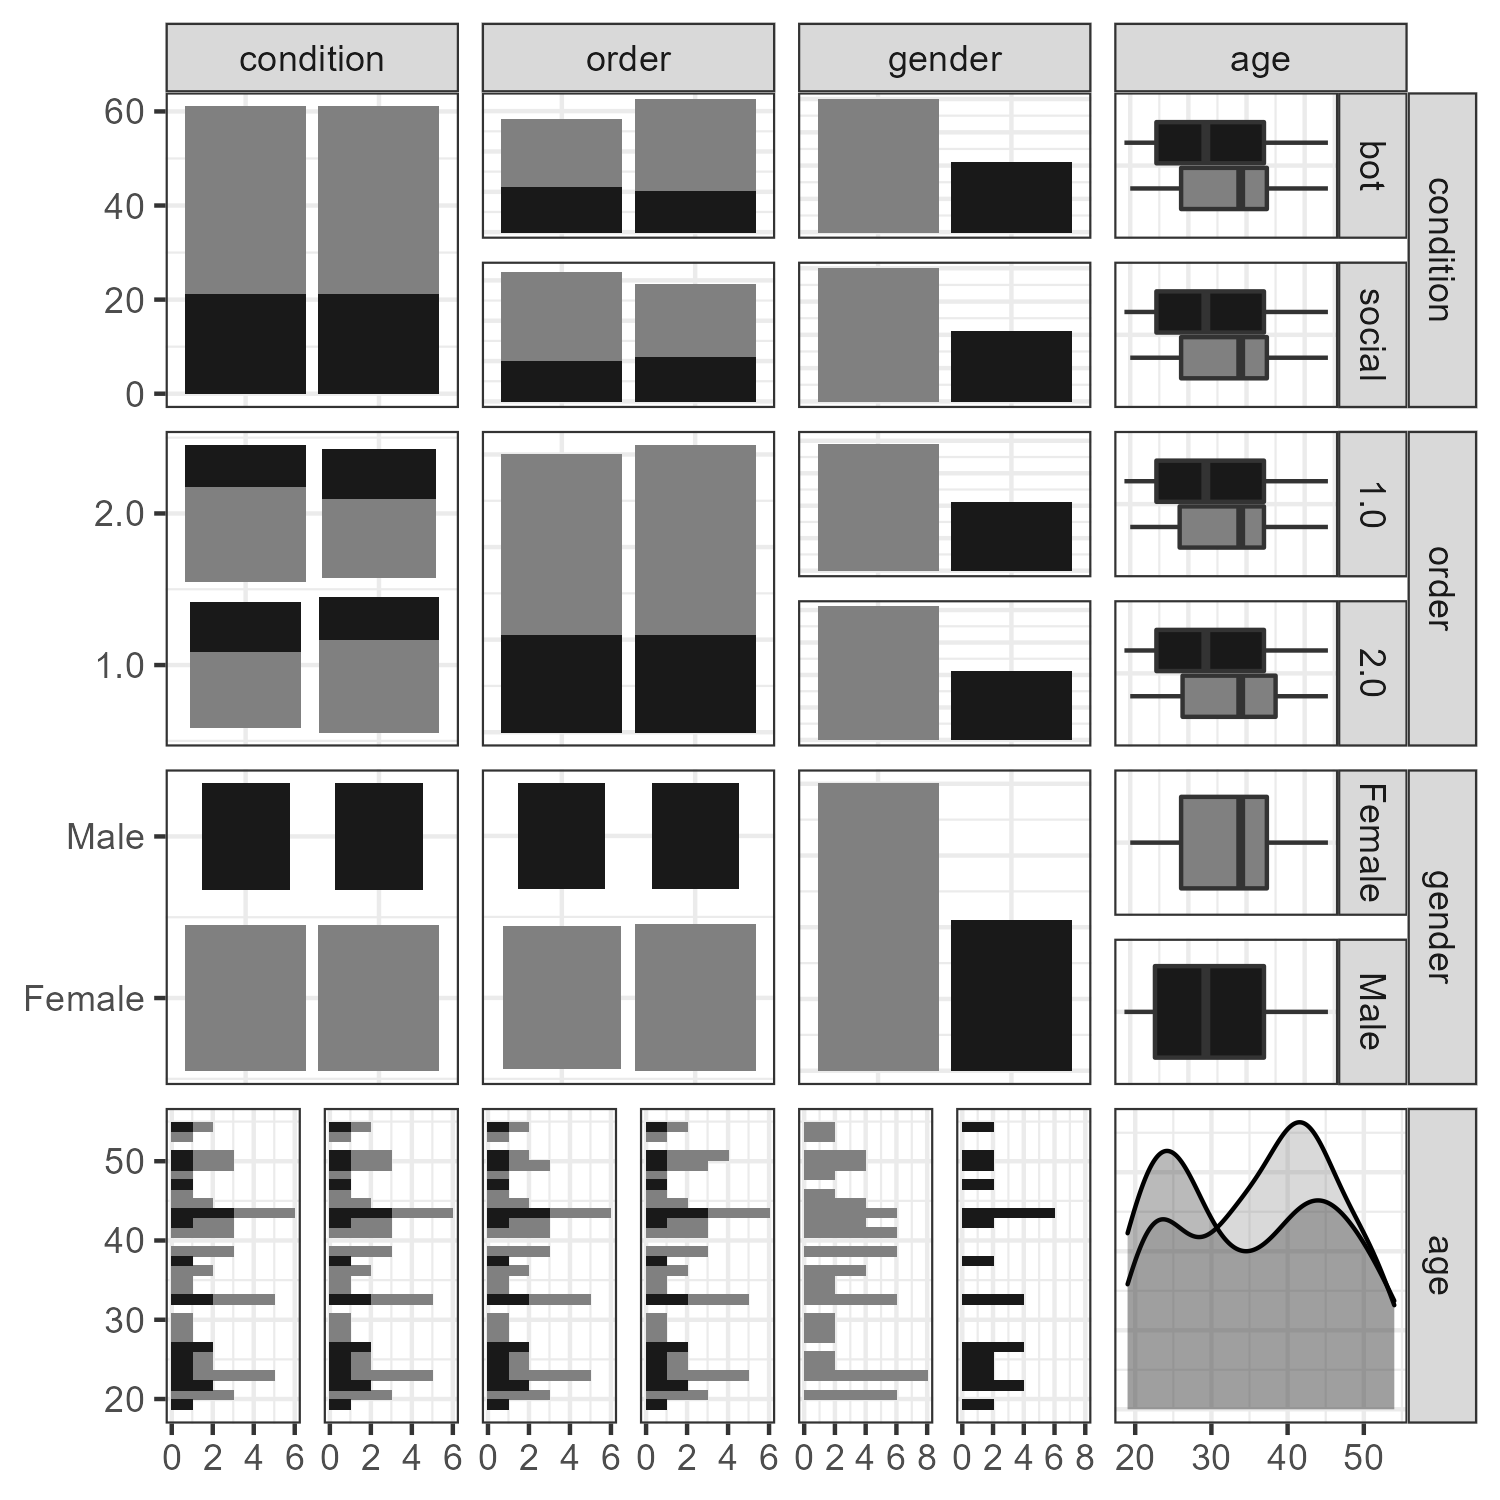 condition order gender age
60
40
20
0
bot
social
condition
2.0
1.0
1.0
2.0
order
Male
Female
Female
Male
gender
50
40
30
20
age
0 2 4 6 0 2 4 6 0 2 4 6 0 2 4 6 0 2 4 6 8 0 2 4 6 8 20 30 40 50